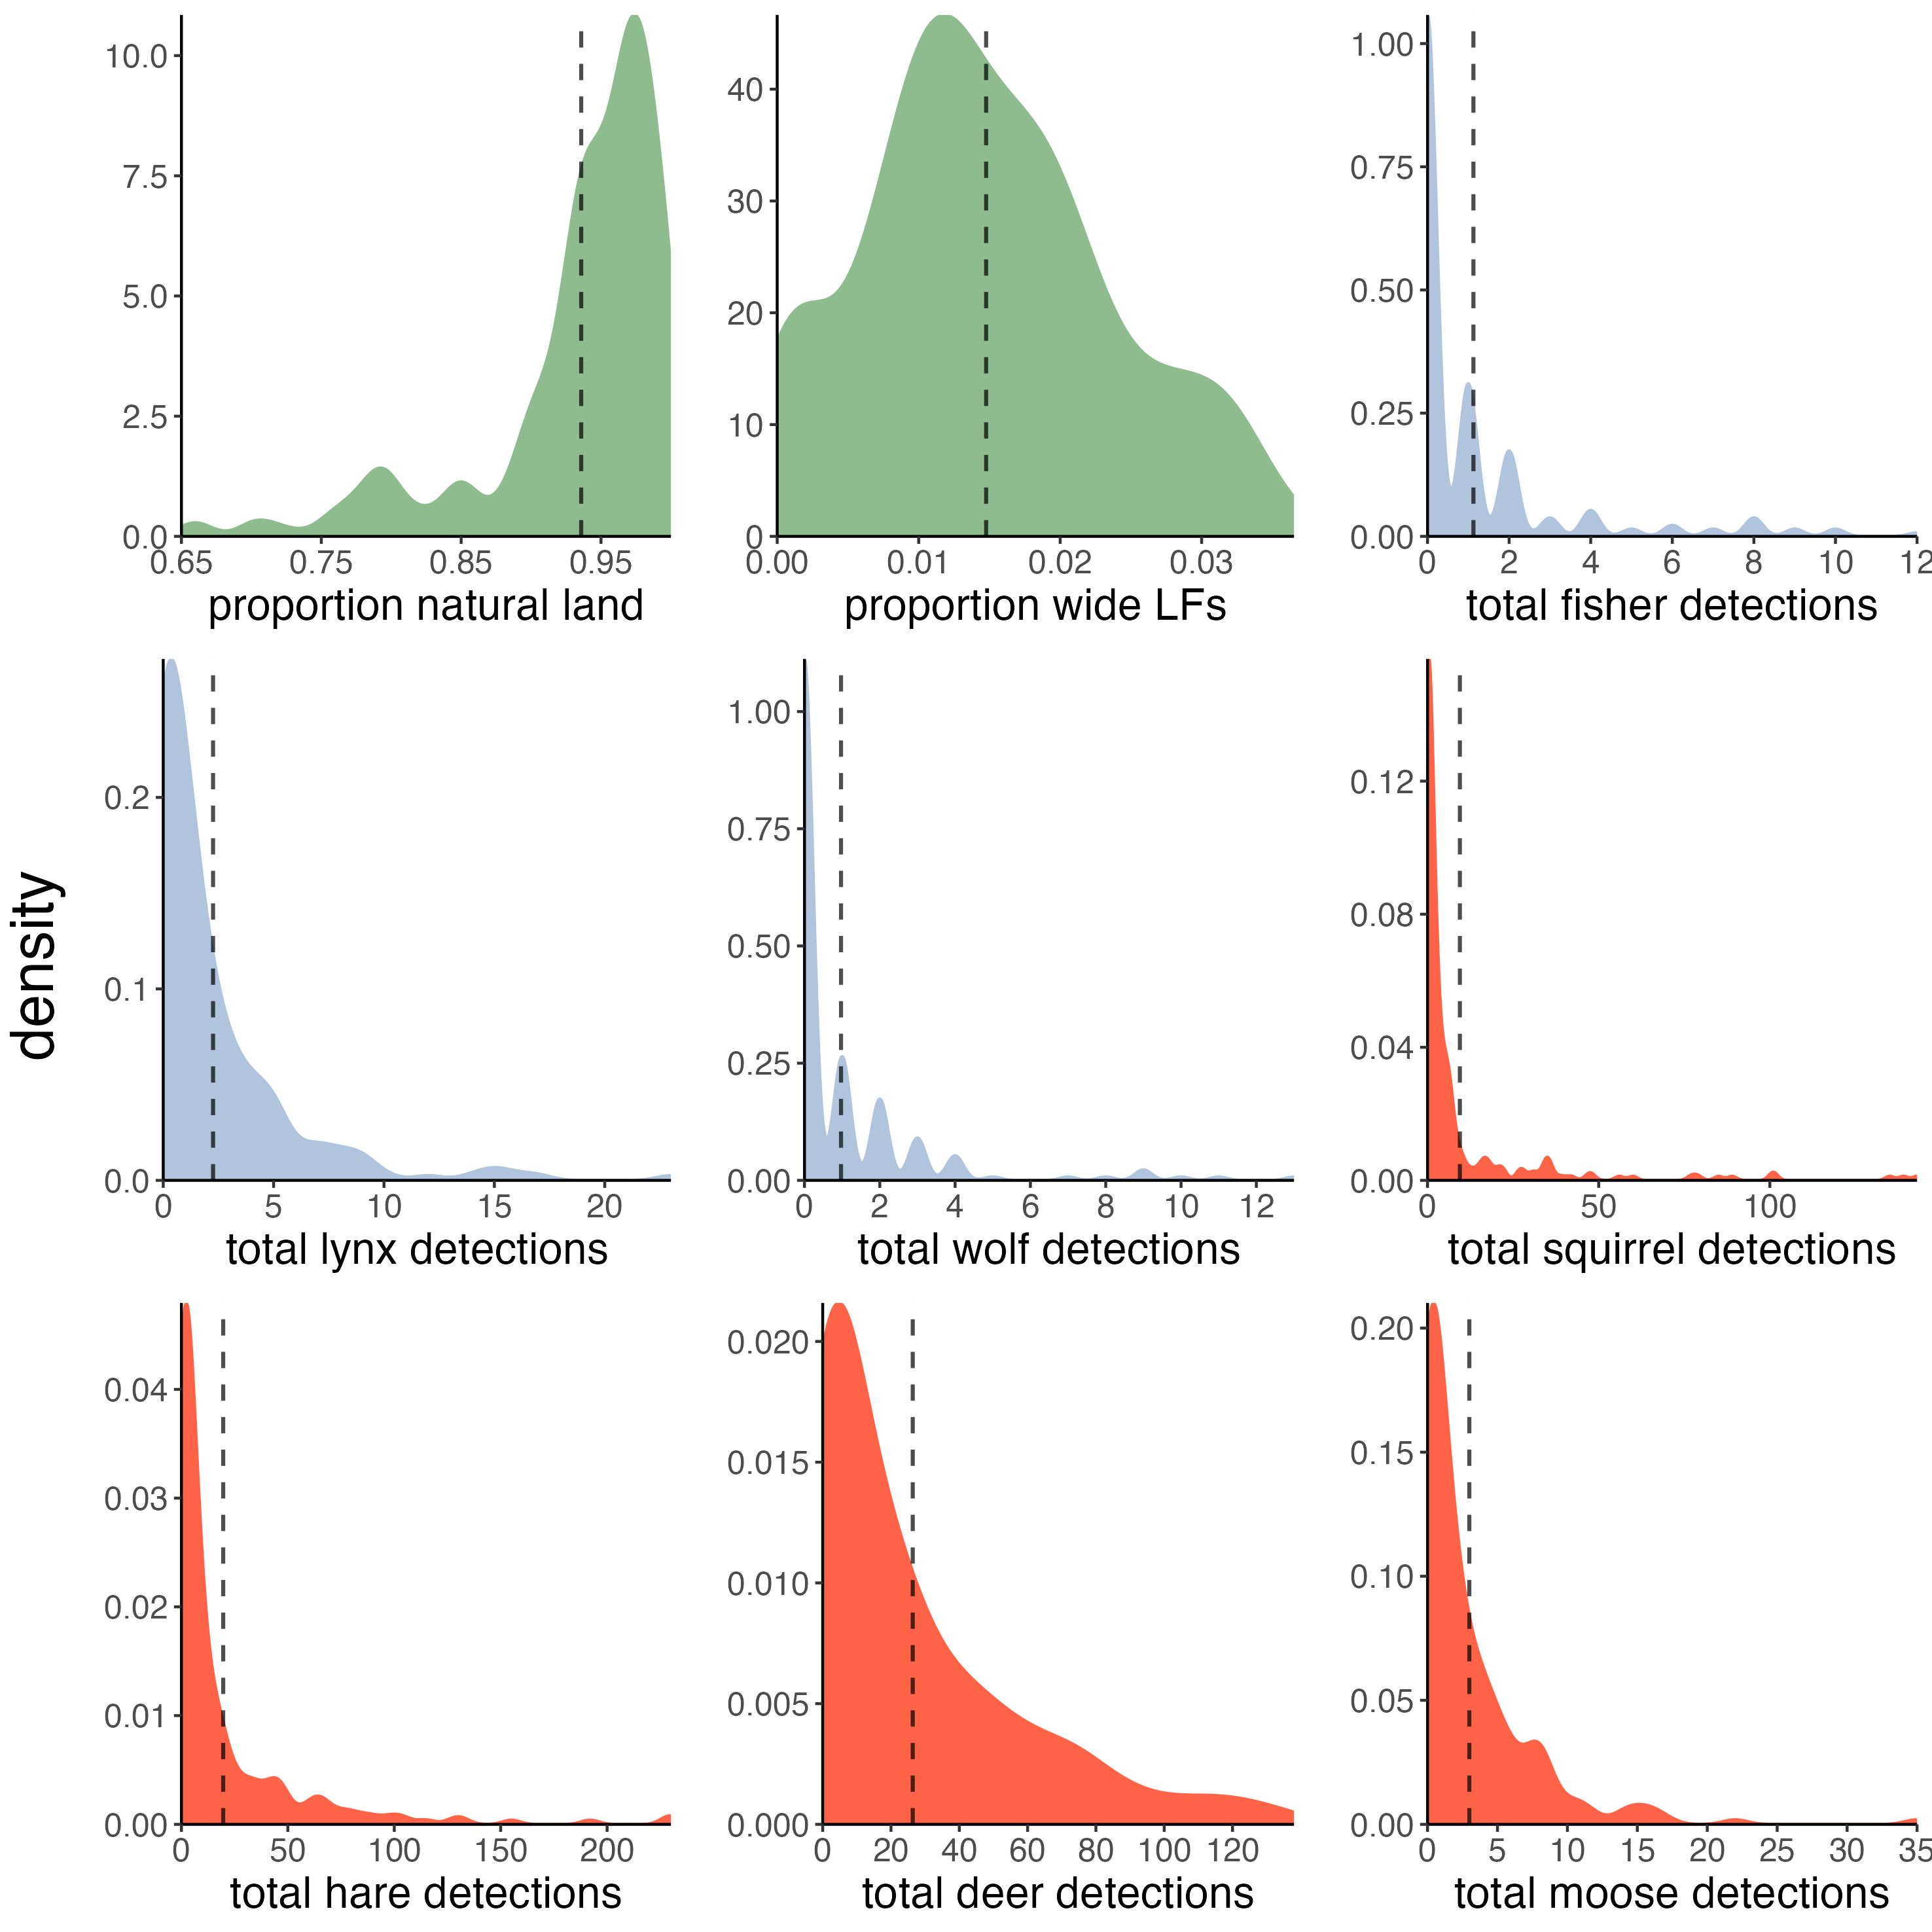 density
10.0
7.5
5.0
2.5
0.0
0.65 0.75 0.85 0.95
proportion natural land
40
30
20
10
0
0.00 0.01 0.02 0.03
proportion wide LFs
1.00
0.75
0.50
0.25
0.00
0 2 4 6 8 10 12
total fisher detections
0.2
0.1
0.0
0 5 10 15 20
total lynx detections
1.00
0.75
0.50
0.25
0.00
0 2 4 6 8 10 12
total wolf detections
0.12
0.08
0.04
0.00
0 50 100
total squirrel detections
0.04
0.03
0.02
0.01
0.00
0 50 100 150 200
total hare detections
0.020
0.015
0.010
0.005
0.000
0 20 40 60 80 100 120
total deer detections
0.20
0.15
0.10
0.05
0.00
0 5 10 15 20 25 30 35
total moose detections